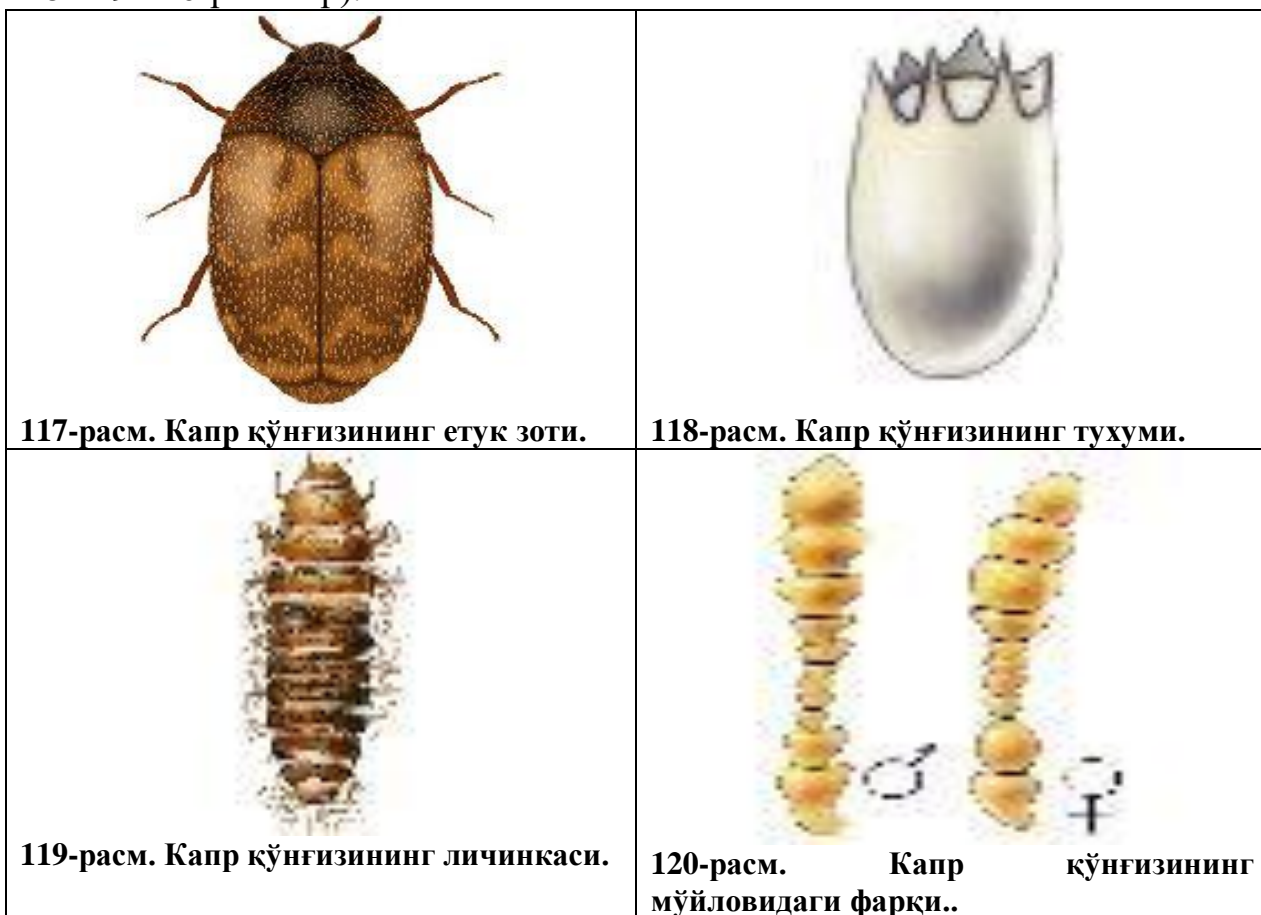 117-расм. Капр қўнғизининг етук зоти.
118-расм. Капр қўнғизининг тухуми.
119-расм. Капр қўнғизининг личинкаси.
120-расм. Капр қўнғизининг
мўйловидаги фарқи..